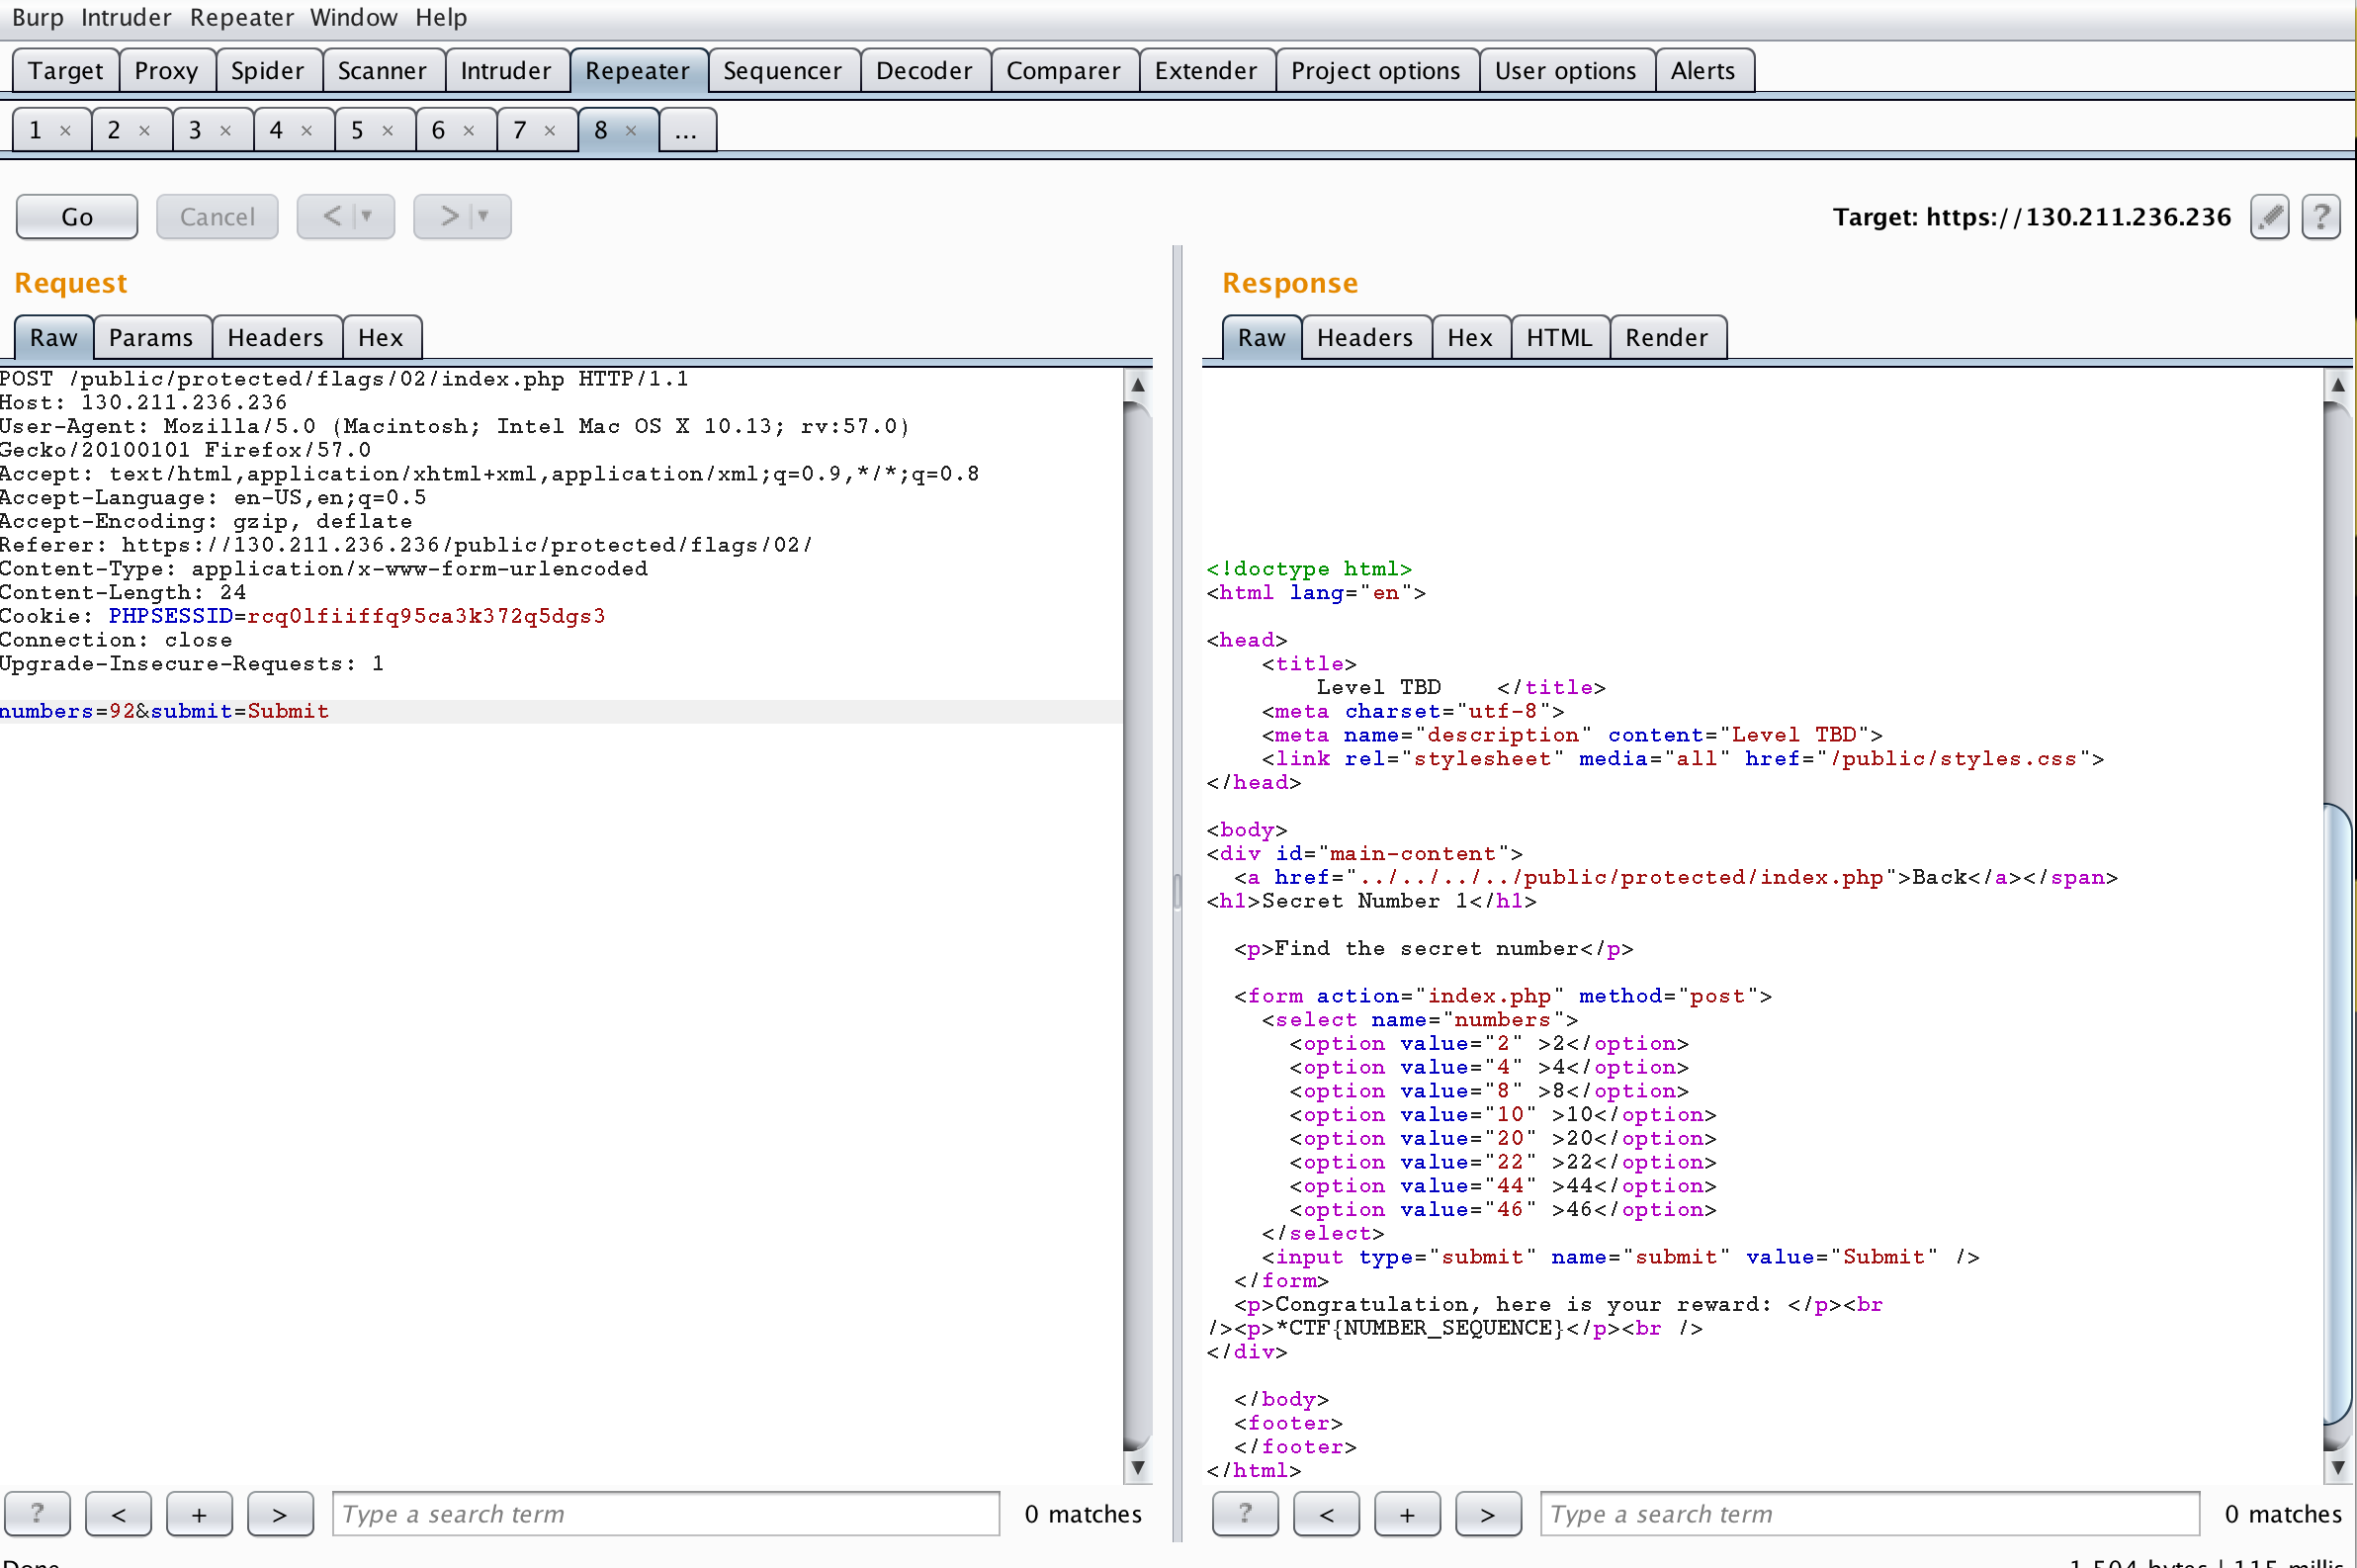 Burp Intruder Repeater Window Help
Target Proxy Spider Scanner Intruder Repeater Sequencer Decoder Comparer Extender Project options User options Alerts
1 × 2 × 3 × 4 × 5 × 6 × 7 × 8 × ...
Go Cancel < > Target: https://130.211.236.236 ?
Request
Raw Params Headers Hex
POST /public/protected/flags/02/index.php HTTP/1.1
Host: 130.211.236.236
User-Agent: Mozilla/5.0 (Macintosh; Intel Mac OS X 10.13; rv:57.0)
Gecko/20100101 Firefox/57.0
Accept: text/html,application/xhtml+xml,application/xml;q=0.9,*/*;q=0.8
Accept-Language: en-US,en;q=0.5
Accept-Encoding: gzip, deflate
Referer: https://130.211.236.236/public/protected/flags/02/
Content-Type: application/x-www-form-urlencoded
Content-Length: 24
Cookie: PHPSESSID=rcq0lfiiffq95ca3k372q5dgs3
Connection: close
Upgrade-Insecure-Requests: 1
numbers=92&submit=Submit
? < + > Type a search term 0 matches
Response
Raw Headers Hex HTML Render
<!doctype html>
<html lang="en">
<head>
<title>
Level TBD    </title>
<meta charset="utf-8">
<meta name="description" content="Level TBD">
<link rel="stylesheet" media="all" href="/public/styles.css">
</head>
<body>
<div id="main-content">
<a href="../../../../public/protected/index.php">Back</a></span>
<h1>Secret Number 1</h1>
<p>Find the secret number</p>
<form action="index.php" method="post">
<select name="numbers">
<option value="2" >2</option>
<option value="4" >4</option>
<option value="8" >8</option>
<option value="10" >10</option>
<option value="20" >20</option>
<option value="22" >22</option>
<option value="44" >44</option>
<option value="46" >46</option>
</select>
<input type="submit" name="submit" value="Submit" />
</form>
<p>Congratulation, here is your reward: </p><br
/><p>*CTF{NUMBER_SEQUENCE}</p><br />
</div>
</body>
<footer>
</footer>
</html>
? < + > Type a search term 0 matches
Done
1,504 bytes | 115 millis